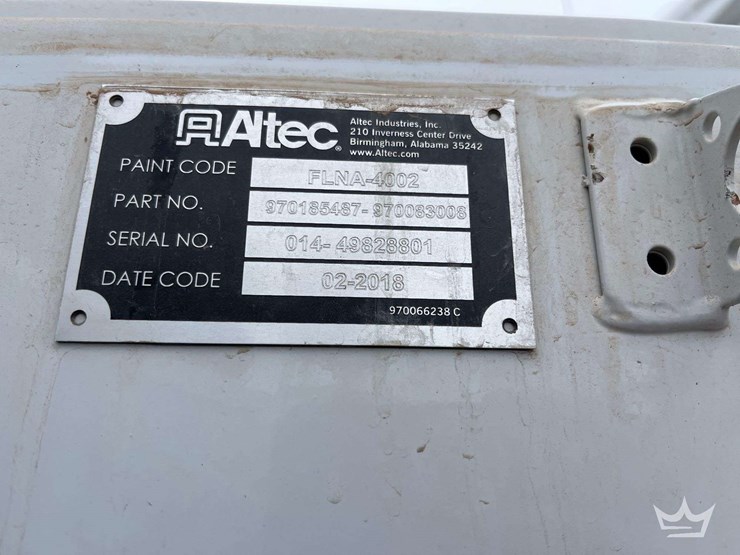 Altec®
Altec Industries, Inc.
210 Inverness Center Drive
Birmingham, Alabama 35242
www.Altec.com
PAINT CODE FLNA-4002
PART NO. 970185487-970083008
SERIAL NO. 014-49828801
DATE CODE 02-2018
970066238 C